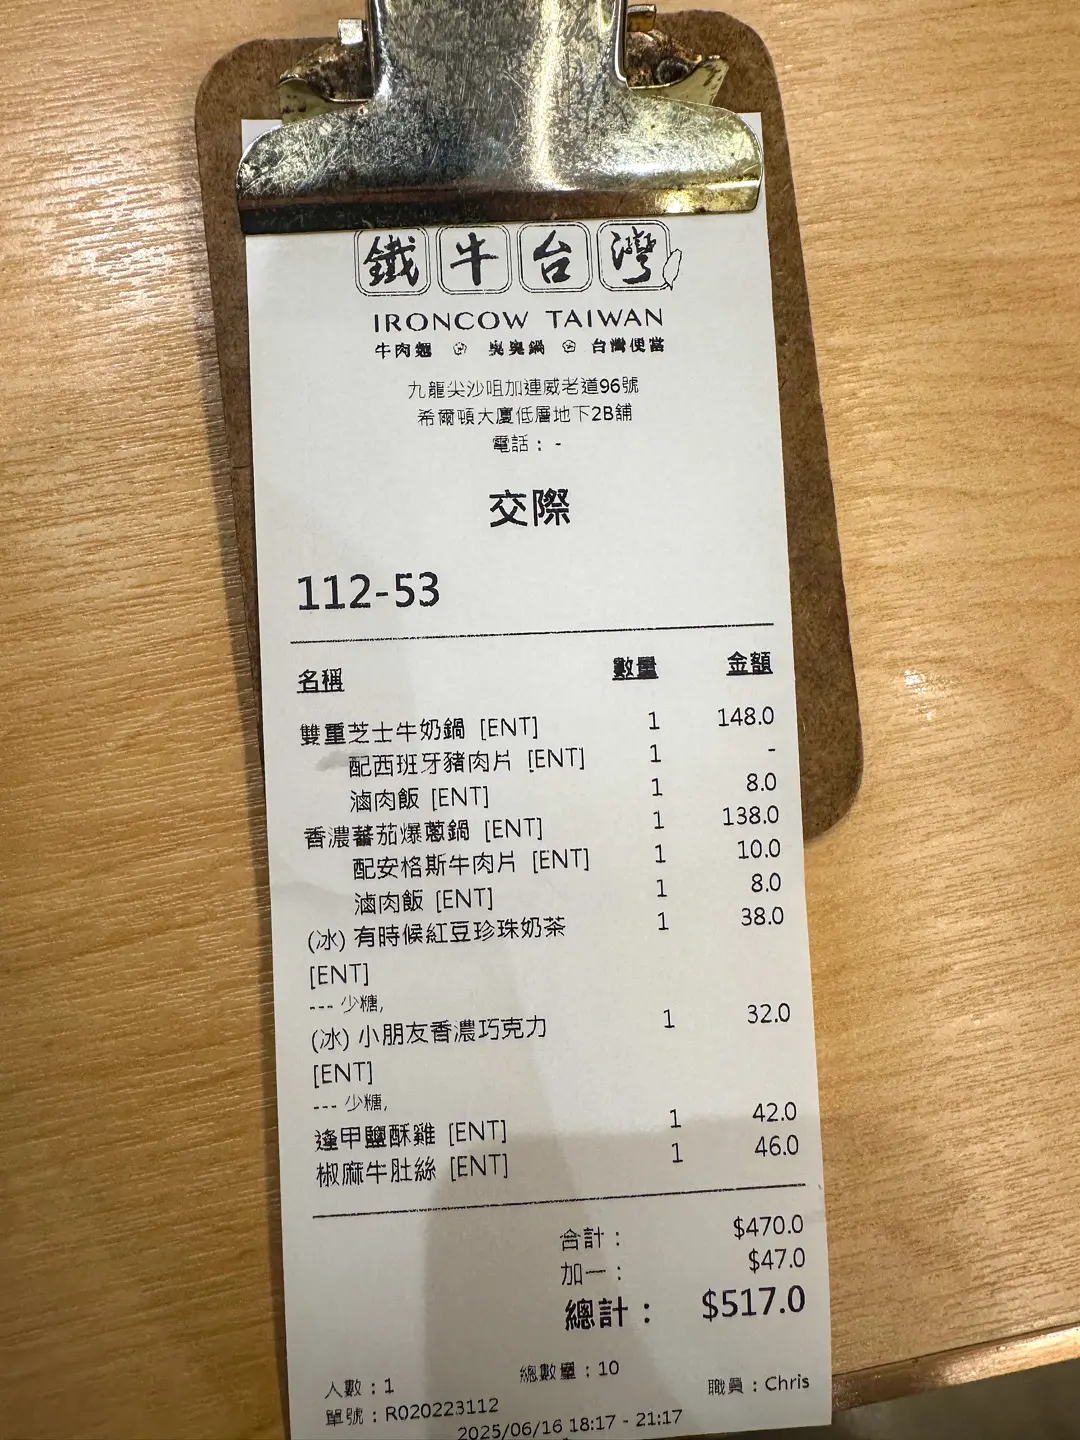 鐵牛台灣
IRONCOW TAIWAN
牛肉麵 臭臭鍋 台灣便當
九龍尖沙咀加連威老道96號
希爾頓大廈低層地下2B舖
電話： -
交際
112-53
名稱 數量 金額
雙重芝士牛奶鍋 [ENT] 1 148.0
配西班牙豬肉片 [ENT] 1 -
滷肉飯 [ENT] 1 8.0
香濃蕃茄爆蔥鍋 [ENT] 1 138.0
配安格斯牛肉片 [ENT] 1 10.0
滷肉飯 [ENT] 1 8.0
(冰) 有時候紅豆珍珠奶茶 1 38.0
[ENT]
--- 少糖,
(冰) 小朋友香濃巧克力 1 32.0
[ENT]
--- 少糖,
逢甲鹽酥雞 [ENT] 1 42.0
椒麻牛肚絲 [ENT] 1 46.0
合計： $470.0
加一： $47.0
總計： $517.0
人數：1 總數量：10
單號：R020223112 職員：Chris
2025/06/16 18:17 - 21:17